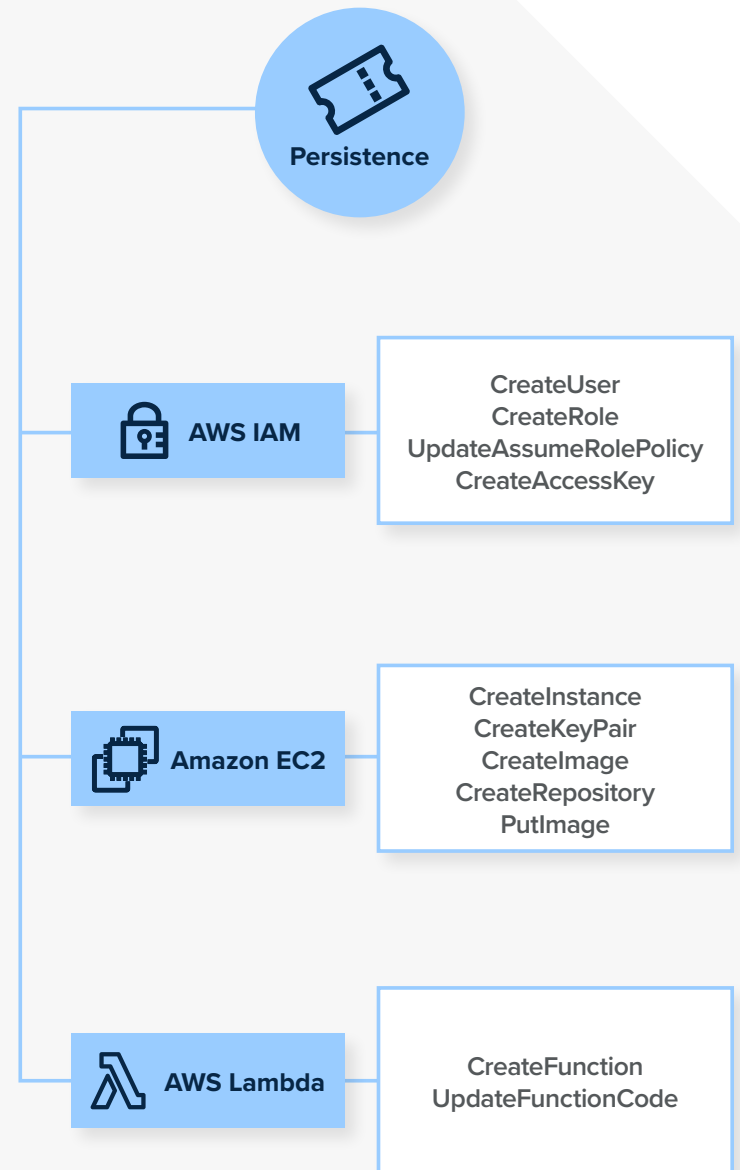 Persistence
AWS IAM
CreateUser
CreateRole
UpdateAssumeRolePolicy
CreateAccessKey
Amazon EC2
CreateInstance
CreateKeyPair
CreateImage
CreateRepository
PutImage
AWS Lambda
CreateFunction
UpdateFunctionCode